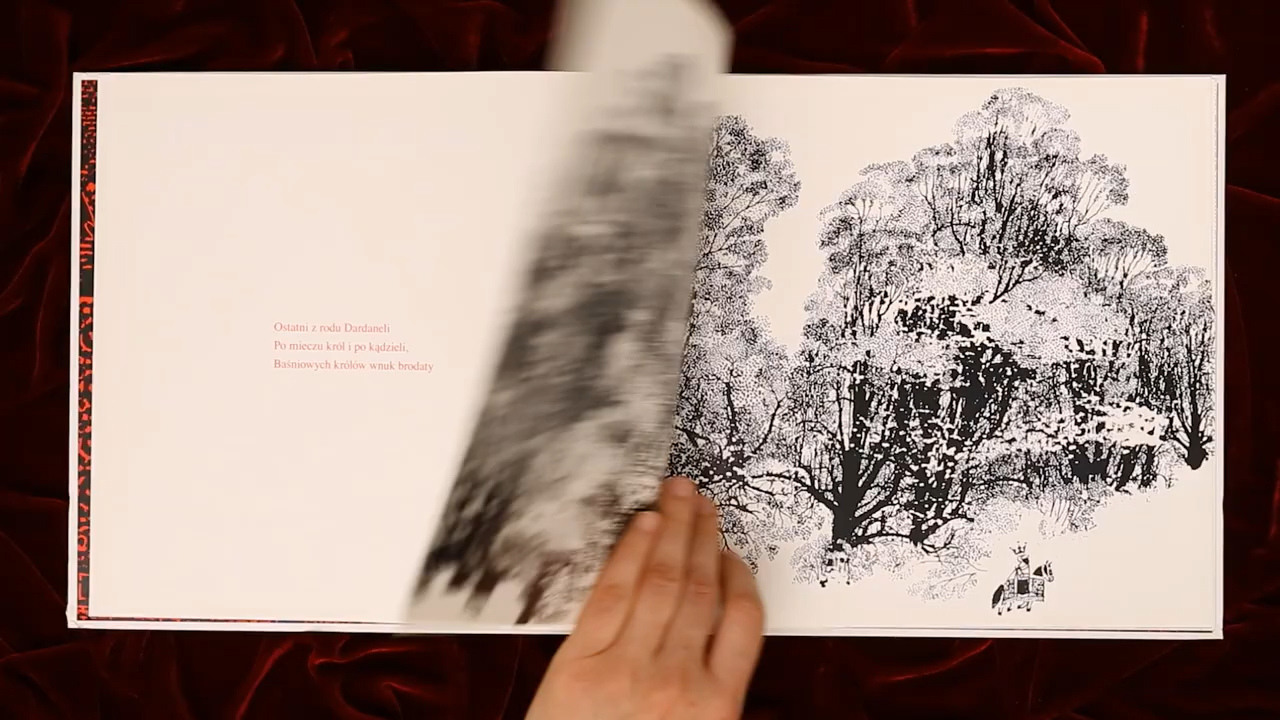 Ostatni z rodu Dardaneli
Po mieczu król i po kądzieli,
Baśniowych królów wnuk brodaty